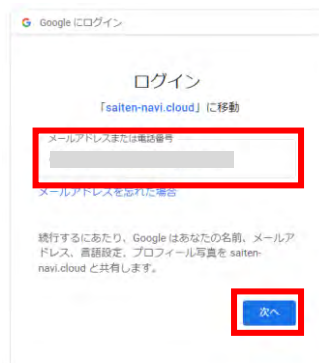 Google にログイン
ログイン
「saiten-navi.cloud」に移動
メールアドレスまたは電話番号
メールアドレスを忘れた場合
続行するにあたり、Google はあなたの名前、メールア
ドレス、言語設定、プロフィール写真を saiten-
navi.cloud と共有します。
次へ